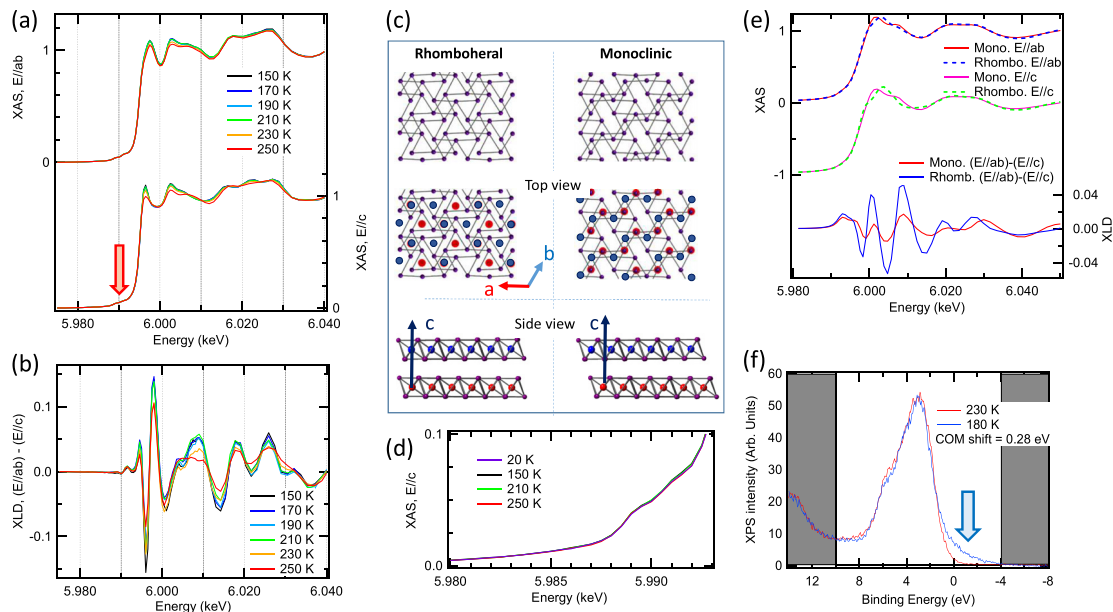 (a)
XAS, E//ab
1
0
150 K
170 K
190 K
210 K
230 K
250 K
XAS, E//c
1
0
5.980
6.000
6.020
6.040
Energy (keV)
(b)
XLD, (E//ab) - (E//c)
0.1
0.0
-0.1
150 K
170 K
190 K
210 K
230 K
250 K
5.980
6.000
6.020
6.040
Energy (keV)
(c)
Rhomboheral
Monoclinic
Top view
a
b
Side view
C
C
(d)
XAS, E//c
0.1
0.0
20 K
150 K
210 K
250 K
5.980
5.985
5.990
Energy (keV)
(e)
XAS
1
0
-1
Mono. E//ab
Rhombo. E//ab
Mono. E//c
Rhombo. E//c
Mono. (E//ab)-(E//c)
Rhomb. (E//ab)-(E//c)
0.04
0.00
-0.04
XLD
5.980
6.000
6.020
6.040
Energy (keV)
(f)
XPS intensity (Arb. Units)
60
50
40
30
20
10
0
230 K
180 K
COM shift = 0.28 eV
12
8
4
0
-4
-8
Binding Energy (eV)